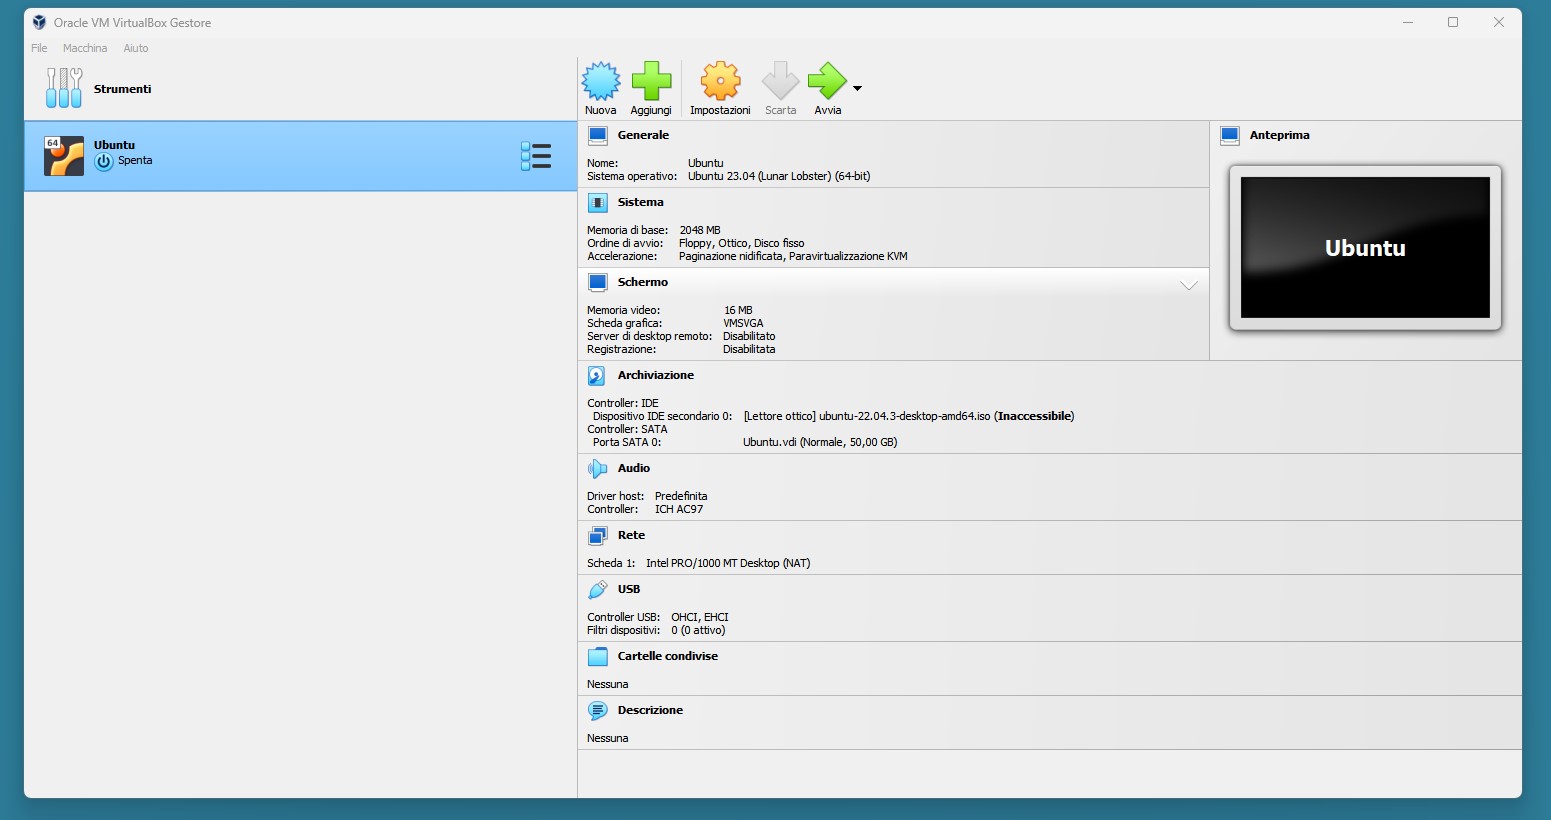 Oracle VM VirtualBox Gestore
File Macchina Aiuto
Strumenti
64
Ubuntu
Spenta
Nuova Aggiungi Impostazioni Scarta Avvia
Generale
Nome: Ubuntu
Sistema operativo: Ubuntu 23.04 (Lunar Lobster) (64-bit)
Sistema
Memoria di base: 2048 MB
Ordine di avvio: Floppy, Ottico, Disco fisso
Accelerazione: Paginazione nidificata, Paravirtualizzazione KVM
Schermo
Memoria video: 16 MB
Scheda grafica: VMSVGA
Server di desktop remoto: Disabilitato
Registrazione: Disabilitata
Anteprima
Ubuntu
Archiviazione
Controller: IDE
Dispositivo IDE secondario 0: [Lettore ottico] ubuntu-22.04.3-desktop-amd64.iso (Inaccessibile)
Controller: SATA
Porta SATA 0: Ubuntu.vdi (Normale, 50,00 GB)
Audio
Driver host: Predefinita
Controller: ICH AC97
Rete
Scheda 1: Intel PRO/1000 MT Desktop (NAT)
USB
Controller USB: OHCI, EHCI
Filtri dispositivi: 0 (0 attivo)
Cartelle condivise
Nessuna
Descrizione
Nessuna